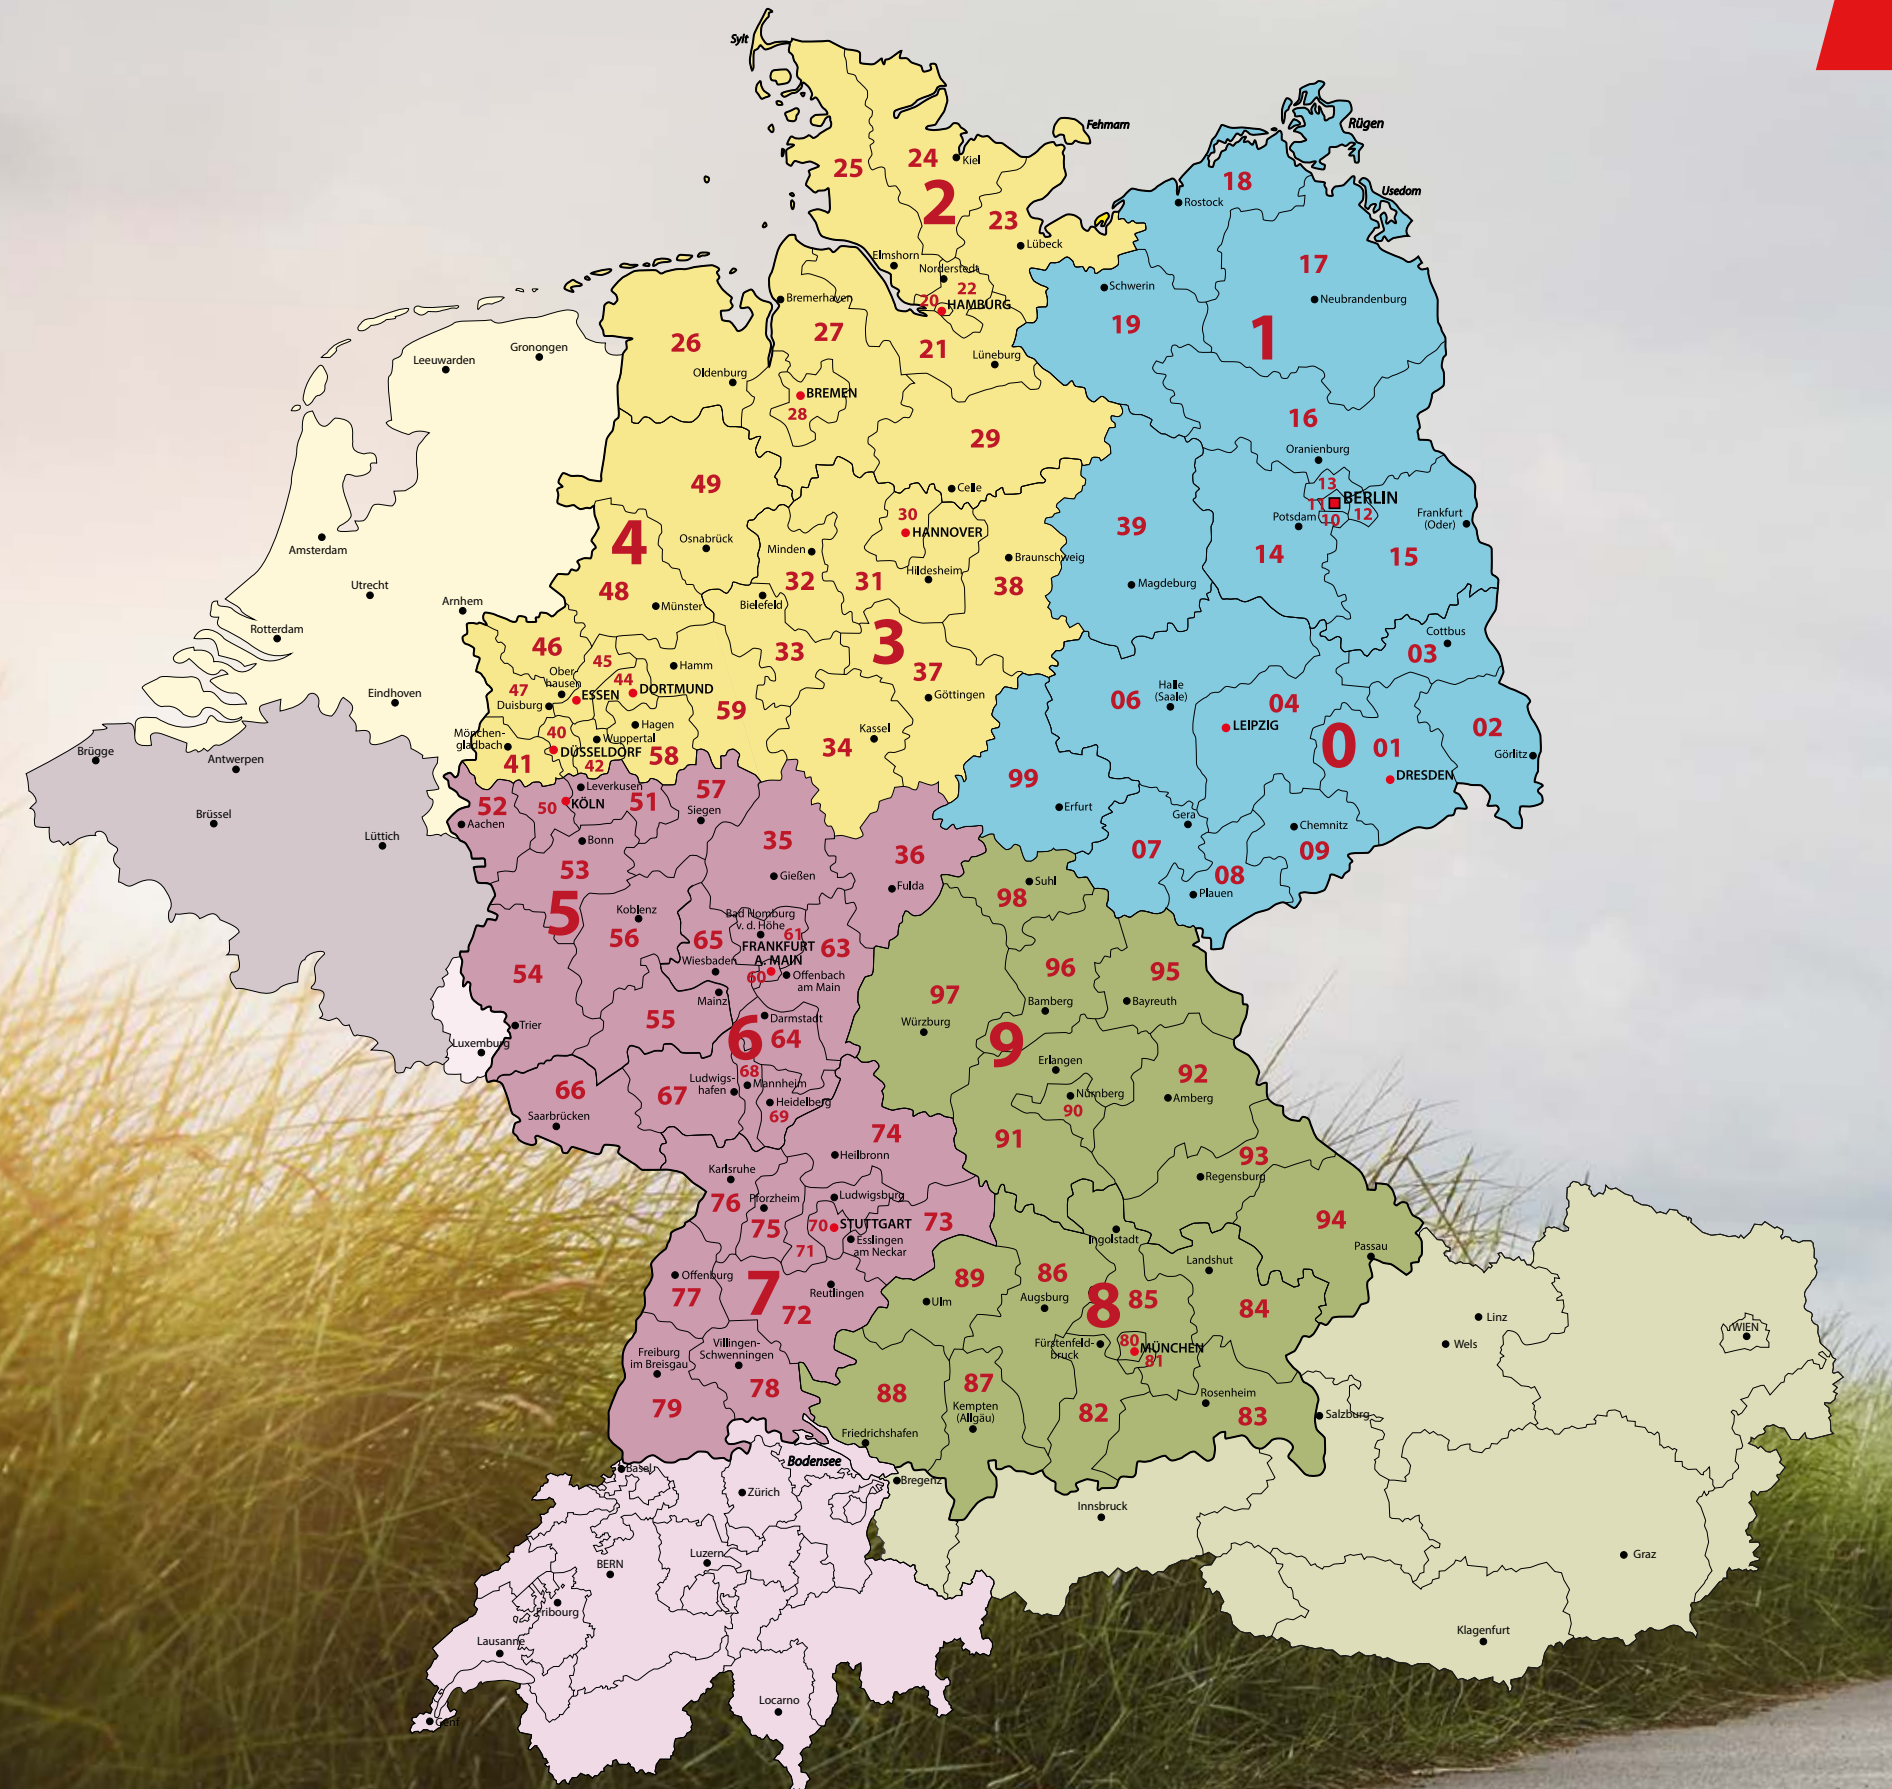 Sylt
Fehmarn
Rügen
Usedom
25
24
Kiel
2
23
Lübeck
18
Rostock
17
Neubrandenburg
1
Elmshorn
Norderstedt
22
20
HAMBURG
Schwerin
19
Bremerhaven
27
26
Oldenburg
21
Lüneburg
BREMEN
28
29
16
Oranienburg
13
BERLIN
11
10
12
Potsdam
14
Frankfurt
(Oder)
15
Leeuwarden
Gronongen
Amsterdam
Utrecht
Arnhem
Rotterdam
Eindhoven
49
Celle
30
HANNOVER
4
Osnabrück
Minden
32
31
Hildesheim
Braunschweig
38
39
Magdeburg
48
Münster
Bielefeld
3
33
37
Göttingen
46
45
Ober-
hausen
44
Hamm
47
Duisburg
ESSEN
DORTMUND
59
Hagen
40
Wuppertal
Mönchen-
gladbach
DÜSSELDORF
41
42
58
34
Kassel
Cottbus
03
06
Halle
(Saale)
04
LEIPZIG
0
01
DRESDEN
02
Görlitz
99
Erfurt
Gera
07
Chemnitz
09
08
Plauen
Brügge
Antwerpen
Brüssel
Lüttich
Luxemburg
52
Aachen
50
Leverkusen
KÖLN
51
57
Siegen
Bonn
53
5
35
Gießen
36
Fulda
Koblenz
56
54
Trier
55
65
Bad Homburg
v. d. Höhe
61
FRANKFURT
A. MAIN
60
63
Wiesbaden
Offenbach
am Main
Mainz
Darmstadt
6
64
68
Mannheim
Ludwigs-
hafen
67
Heidelberg
69
66
Saarbrücken
98
Suhl
96
Bamberg
95
Bayreuth
97
Würzburg
9
Erlangen
Nürnberg
90
92
Amberg
91
93
Regensburg
94
Passau
74
Heilbronn
Karlsruhe
76
Pforzheim
75
Ludwigsburg
70
STUTTGART
71
Esslingen
am Neckar
73
Offenburg
77
7
72
Reutlingen
Villingen-
Schwenningen
Freiburg
im Breisgau
79
78
Ingolstadt
Landshut
89
Ulm
86
Augsburg
8
85
84
Fürstenfeld-
bruck
80
MÜNCHEN
81
88
87
Kempten
(Allgäu)
82
Rosenheim
83
Friedrichshafen
Bodensee
Bregenz
Salzburg
Linz
Wels
WIEN
Innsbruck
Graz
Klagenfurt
Basel
Zürich
BERN
Luzern
Fribourg
Lausanne
Genf
Locarno